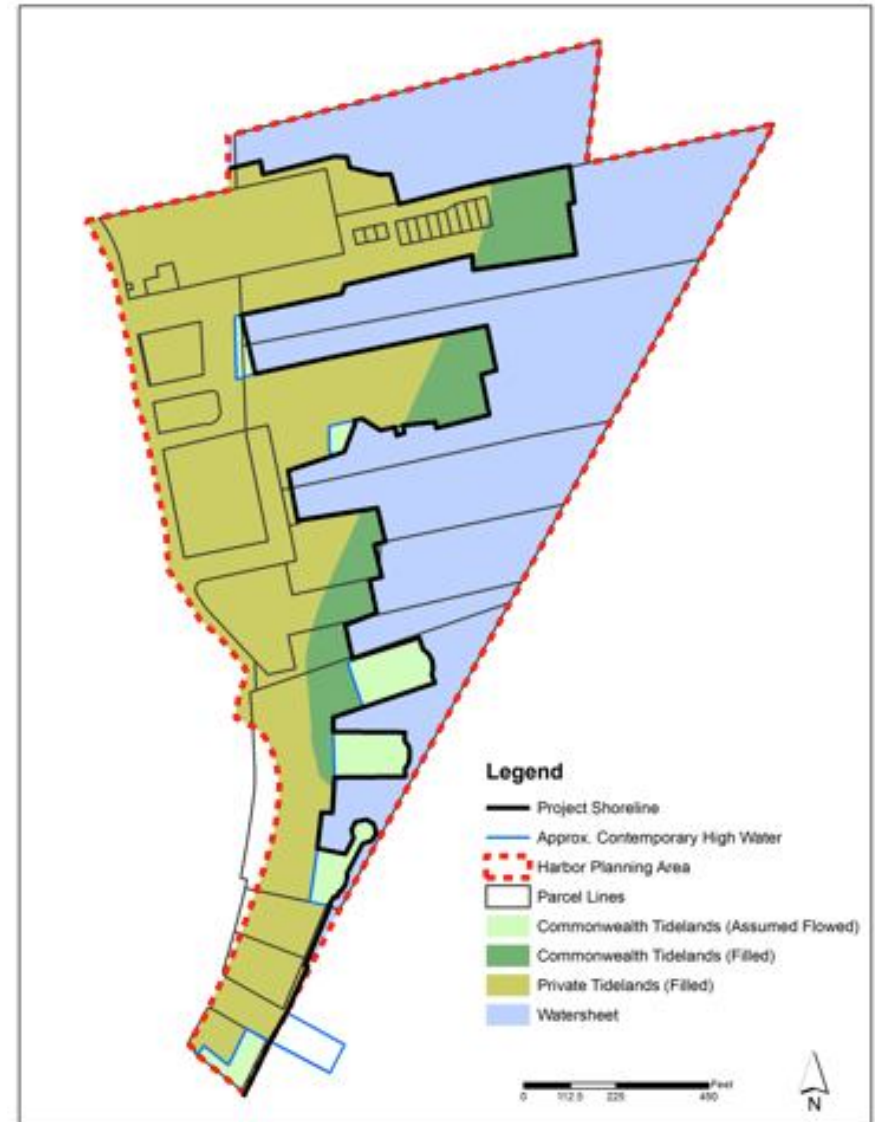 Legend
Project Shoreline
Approx. Contemporary High Water
Harbor Planning Area
Parcel Lines
Commonwealth Tidelands (Assumed Flowed)
Commonwealth Tidelands (Filled)
Private Tidelands (Filled)
Watersheet
Feet
0 112.5 225 450
N